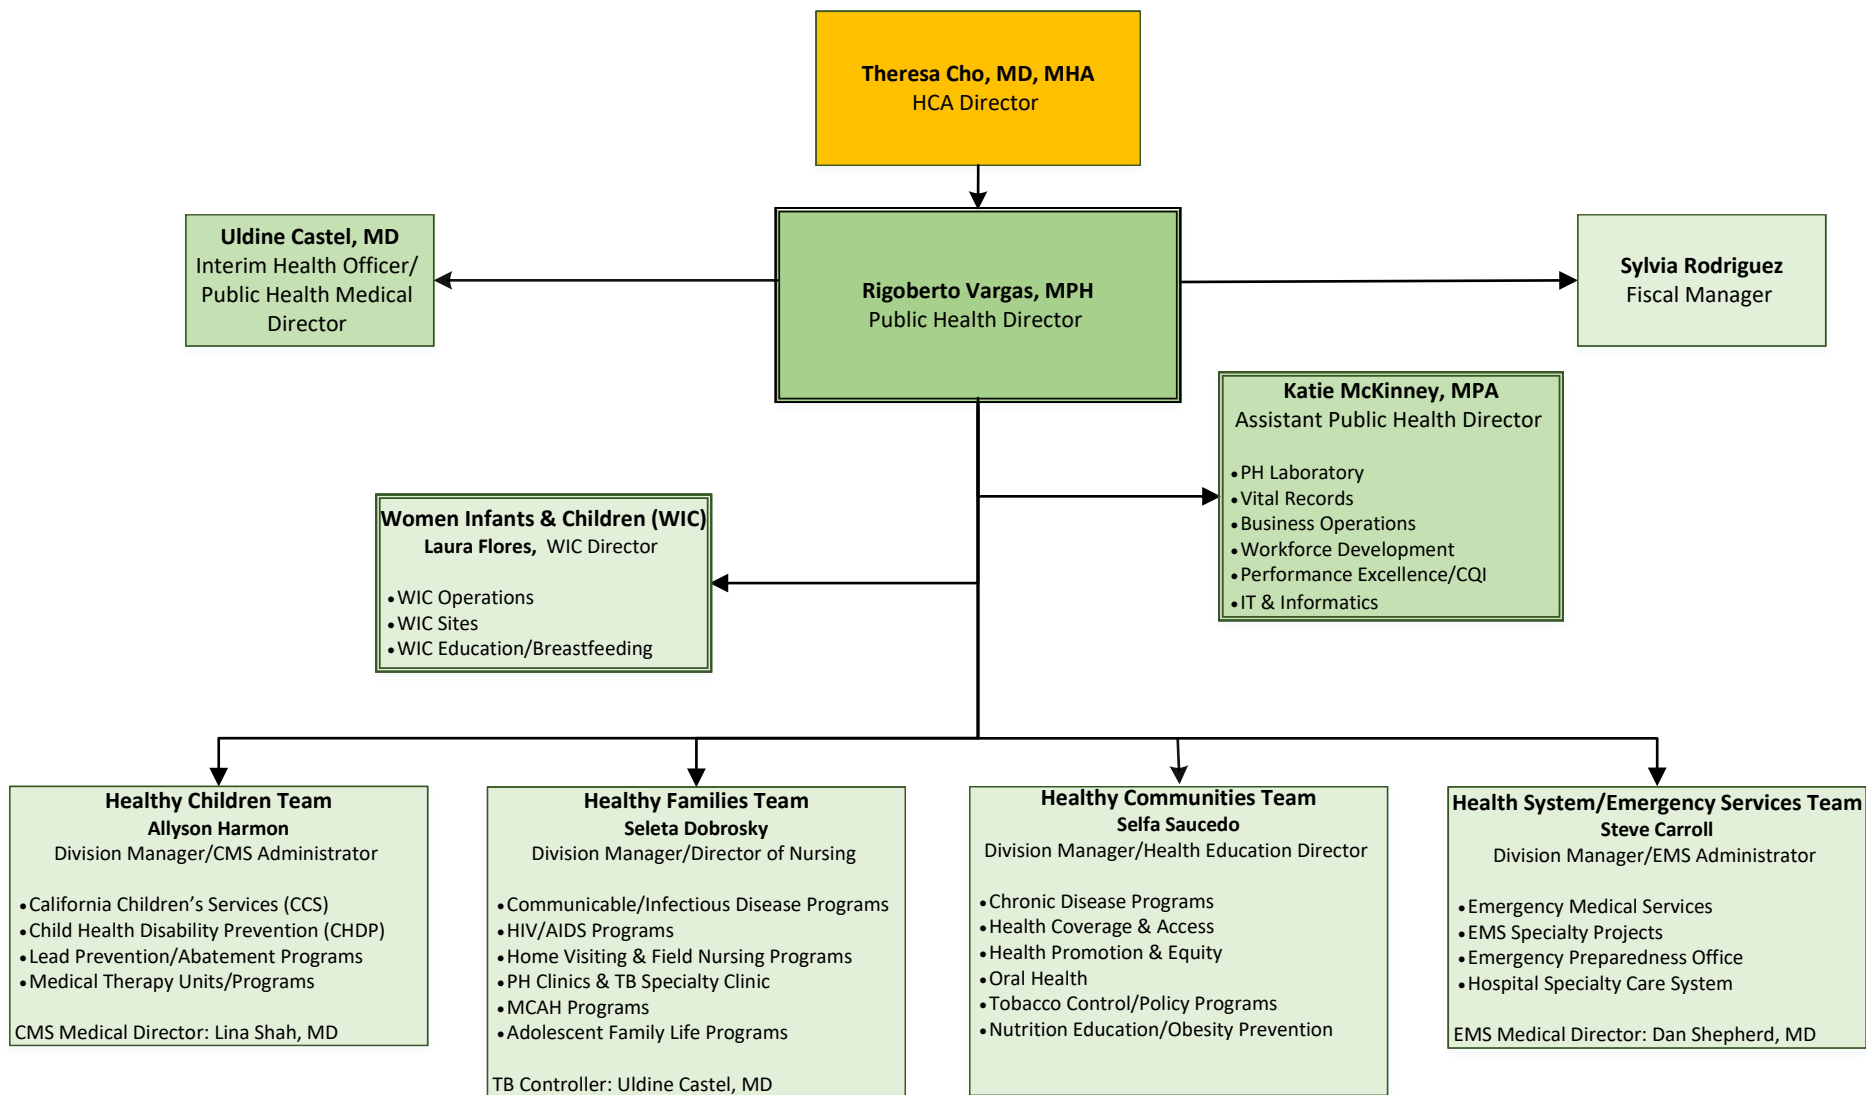 Theresa Cho, MD, MHA
HCA Director
Uldine Castel, MD
Interim Health Officer/
Public Health Medical
Director
Rigoberto Vargas, MPH
Public Health Director
Sylvia Rodriguez
Fiscal Manager
Katie McKinney, MPA
Assistant Public Health Director
•PH Laboratory
•Vital Records
•Business Operations
•Workforce Development
•Performance Excellence/CQI
•IT & Informatics
Women Infants & Children (WIC)
Laura Flores, WIC Director
•WIC Operations
•WIC Sites
•WIC Education/Breastfeeding
Healthy Children Team
Allyson Harmon
Division Manager/CMS Administrator
•California Children’s Services (CCS)
•Child Health Disability Prevention (CHDP)
•Lead Prevention/Abatement Programs
•Medical Therapy Units/Programs
CMS Medical Director: Lina Shah, MD
Healthy Families Team
Seleta Dobrosky
Division Manager/Director of Nursing
•Communicable/Infectious Disease Programs
•HIV/AIDS Programs
•Home Visiting & Field Nursing Programs
•PH Clinics & TB Specialty Clinic
•MCAH Programs
•Adolescent Family Life Programs
TB Controller: Uldine Castel, MD
Healthy Communities Team
Selfa Saucedo
Division Manager/Health Education Director
•Chronic Disease Programs
•Health Coverage & Access
•Health Promotion & Equity
•Oral Health
•Tobacco Control/Policy Programs
•Nutrition Education/Obesity Prevention
Health System/Emergency Services Team
Steve Carroll
Division Manager/EMS Administrator
•Emergency Medical Services
•EMS Specialty Projects
•Emergency Preparedness Office
•Hospital Specialty Care System
EMS Medical Director: Dan Shepherd, MD